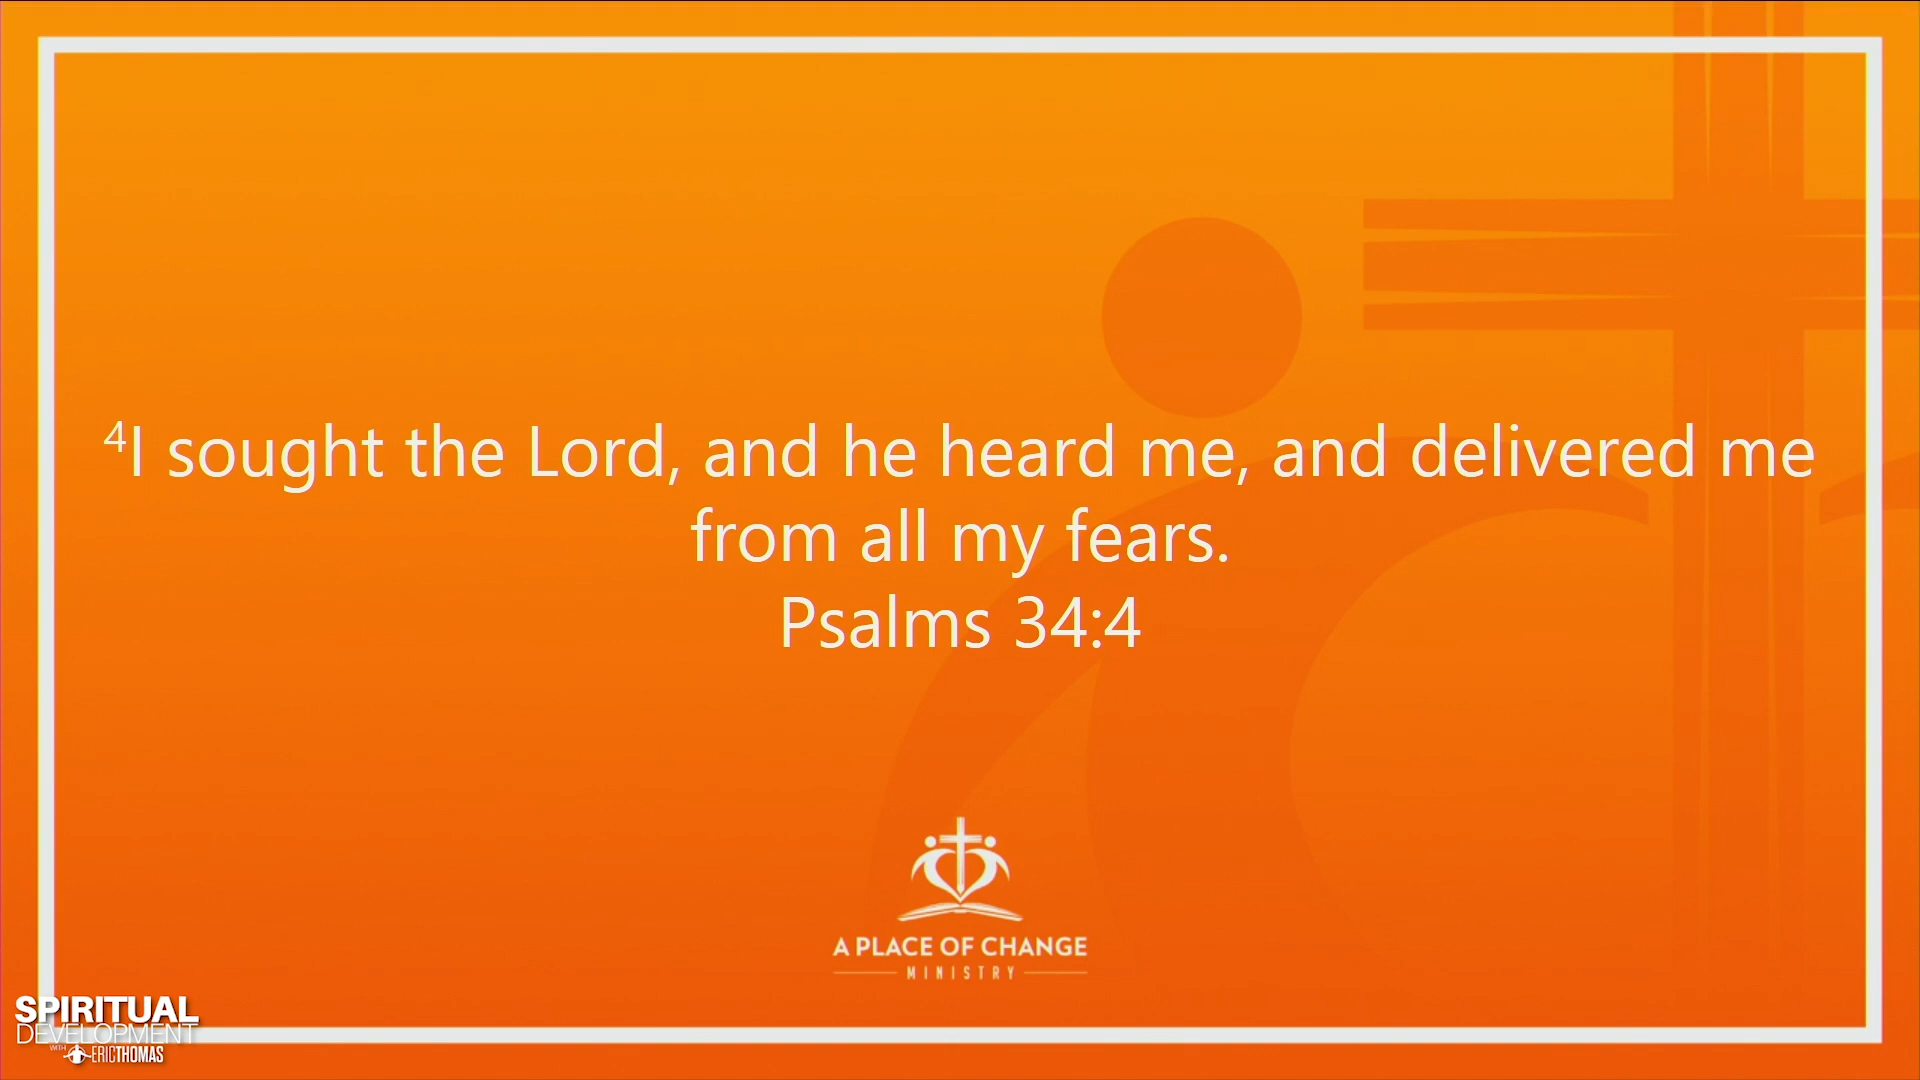 ⁴I sought the Lord, and he heard me, and delivered me
from all my fears.
Psalms 34:4
A PLACE OF CHANGE
MINISTRY
SPIRITUAL
DEVELOPMENT
WITH ERICTHOMAS